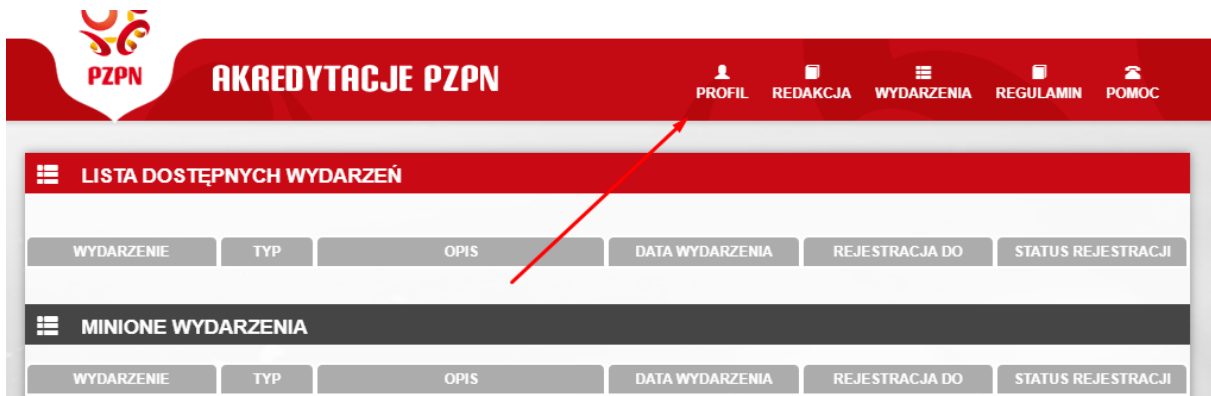 PZPN
AKREDYTACJE PZPN
PROFIL REDAKCJA WYDARZENIA REGULAMIN POMOC
LISTA DOSTĘPNYCH WYDARZEŃ
WYDARZENIE TYP OPIS DATA WYDARZENIA REJESTRACJA DO STATUS REJESTRACJI
MINIONE WYDARZENIA
WYDARZENIE TYP OPIS DATA WYDARZENIA REJESTRACJA DO STATUS REJESTRACJI